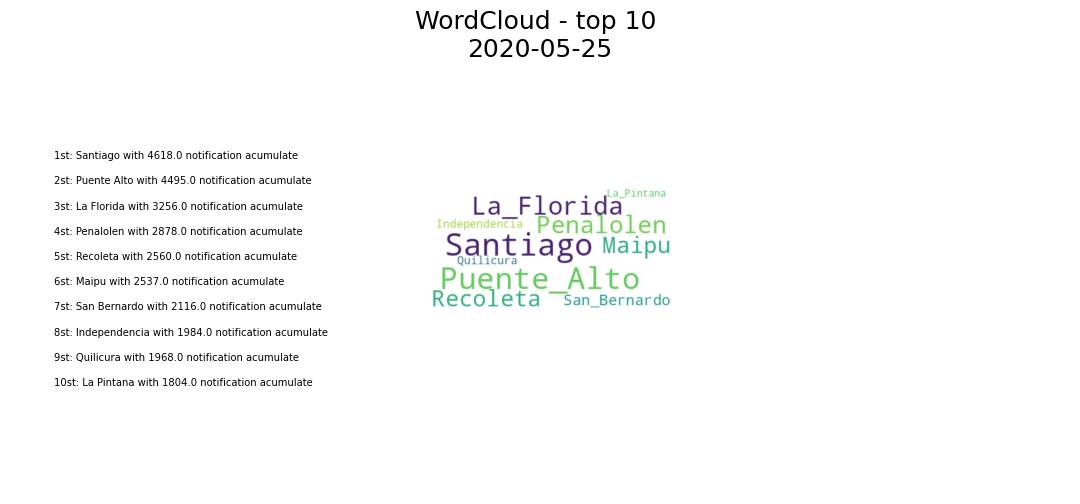 WordCloud - top 10
2020-05-25
1st: Santiago with 4618.0 notification acumulate
2st: Puente Alto with 4495.0 notification acumulate
3st: La Florida with 3256.0 notification acumulate
4st: Penalolen with 2878.0 notification acumulate
5st: Recoleta with 2560.0 notification acumulate
6st: Maipu with 2537.0 notification acumulate
7st: San Bernardo with 2116.0 notification acumulate
8st: Independencia with 1984.0 notification acumulate
9st: Quilicura with 1968.0 notification acumulate
10st: La Pintana with 1804.0 notification acumulate
La_Pintana
La_Florida
Independencia
Penalolen
Santiago
Maipu
Quilicura
Puente_Alto
Recoleta
San_Bernardo